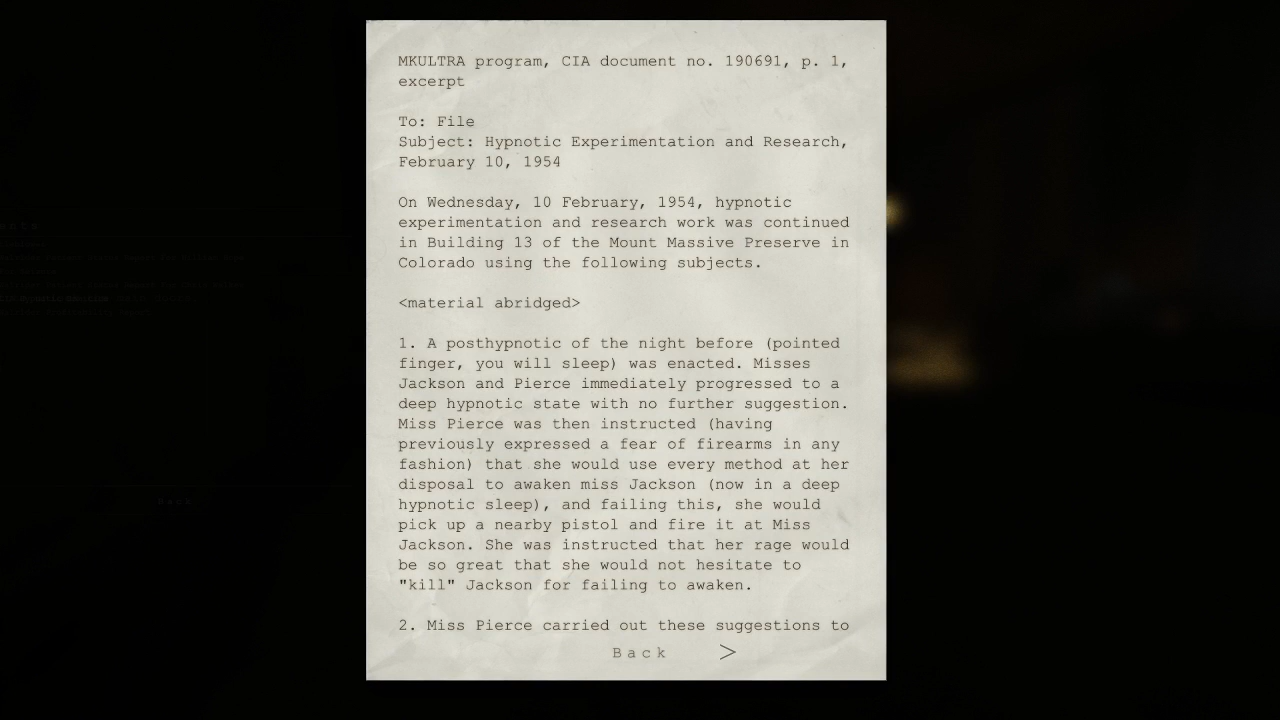 MKULTRA program, CIA document no. 190691, p. 1,
excerpt
To: File
Subject: Hypnotic Experimentation and Research,
February 10, 1954
On Wednesday, 10 February, 1954, hypnotic
experimentation and research work was continued
in Building 13 of the Mount Massive Preserve in
Colorado using the following subjects.
<material abridged>
1. A posthypnotic of the night before (pointed
finger, you will sleep) was enacted. Misses
Jackson and Pierce immediately progressed to a
deep hypnotic state with no further suggestion.
Miss Pierce was then instructed (having
previously expressed a fear of firearms in any
fashion) that she would use every method at her
disposal to awaken miss Jackson (now in a deep
hypnotic sleep), and failing this, she would
pick up a nearby pistol and fire it at Miss
Jackson. She was instructed that her rage would
be so great that she would not hesitate to
"kill" Jackson for failing to awaken.
2. Miss Pierce carried out these suggestions to
Back >
Back